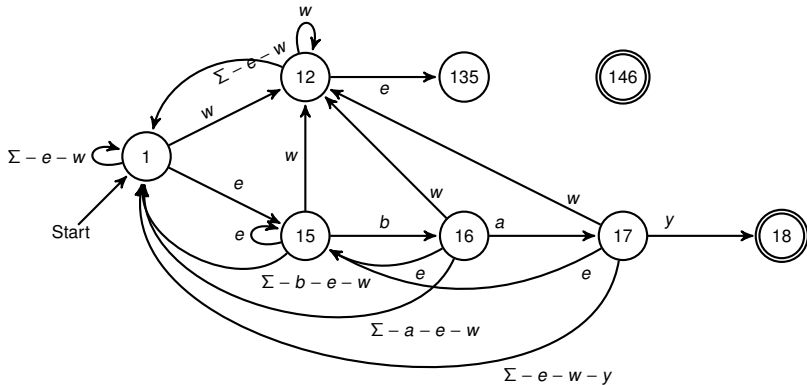 w
Σ – e – w
12
e
135
146
w
Σ – e – w
1
e
w
w
w
Start
e
15
b
16
a
17
y
18
Σ – b – e – w
e
e
Σ – a – e – w
Σ – e – w – y